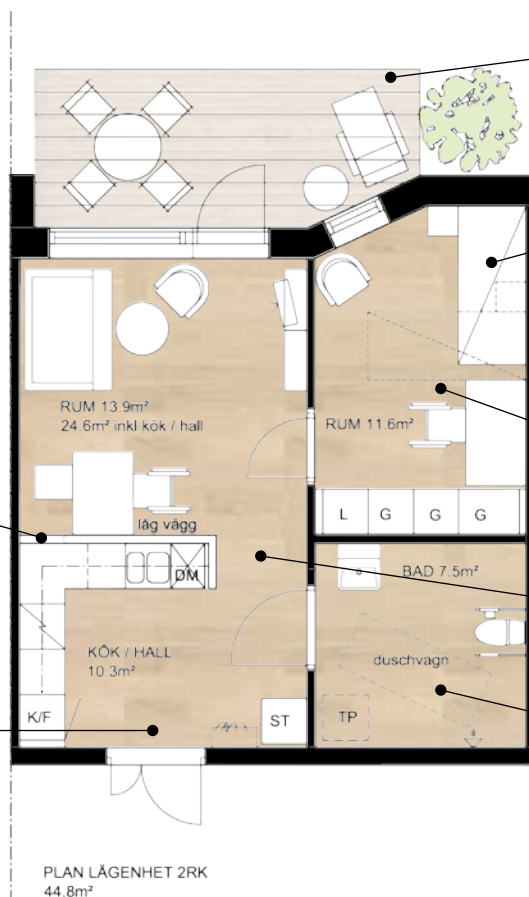 RUM 13.9m²
24.6m² inkl kök / hall
RUM 11.6m²
L G G G
låg vägg
DM
BAD 7.5m²
KÖK / HALL
10.3m²
duschvagn
K/F
ST
TP
PLAN LÄGENHET 2RK
44.8m²